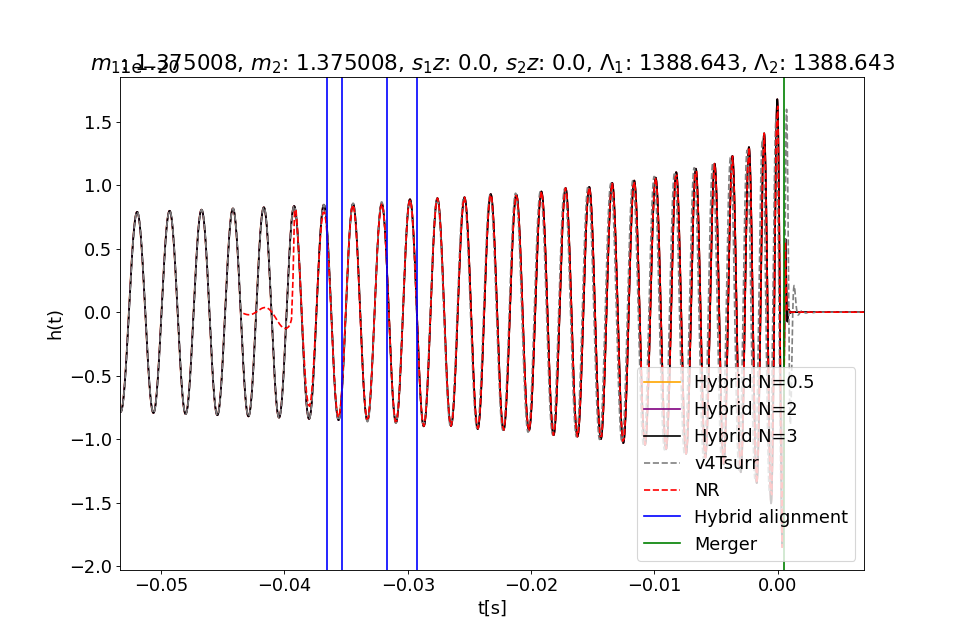 m₁: 1.375008, m₂: 1.375008, s₁z: 0.0, s₂z: 0.0, Λ₁: 1388.643, Λ₂: 1388.643
1e−20
1.5
1.0
0.5
0.0
−0.5
−1.0
−1.5
−2.0
h(t)
Hybrid N=0.5
Hybrid N=2
Hybrid N=3
v4Tsurr
NR
Hybrid alignment
Merger
−0.05 −0.04 −0.03 −0.02 −0.01 0.00
t[s]